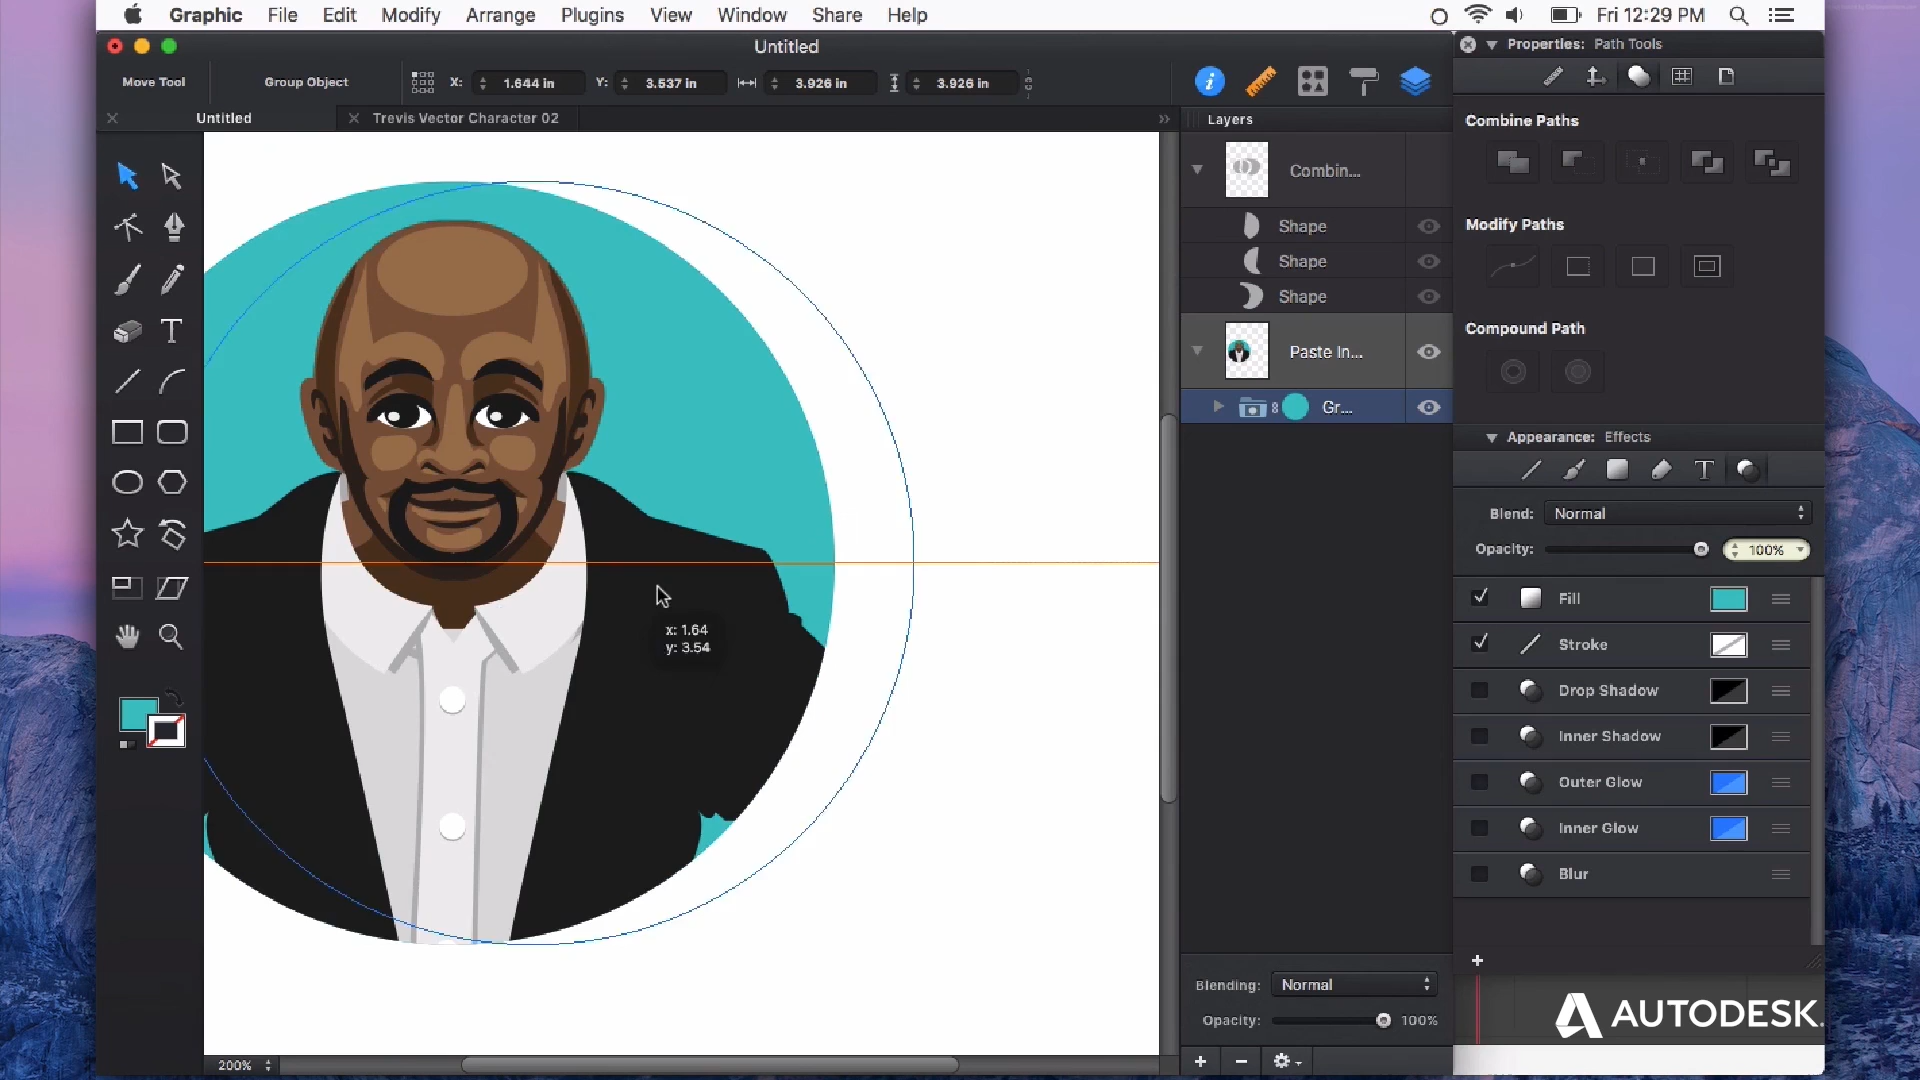 Graphic File Edit Modify Arrange Plugins View Window Share Help Fri 12:29 PM
Untitled
Move Tool Group Object X: 1.644 in Y: 3.537 in 3.926 in 3.926 in
Untitled Trevis Vector Character 02
x: 1.64
y: 3.54
200%
Layers
Combin...
Shape
Shape
Shape
Paste In...
Gr...
Blending: Normal
Opacity: 100%
Properties: Path Tools
Combine Paths
Modify Paths
Compound Path
Appearance: Effects
Blend: Normal
Opacity: 100%
Fill
Stroke
Drop Shadow
Inner Shadow
Outer Glow
Inner Glow
Blur
AUTODESK.